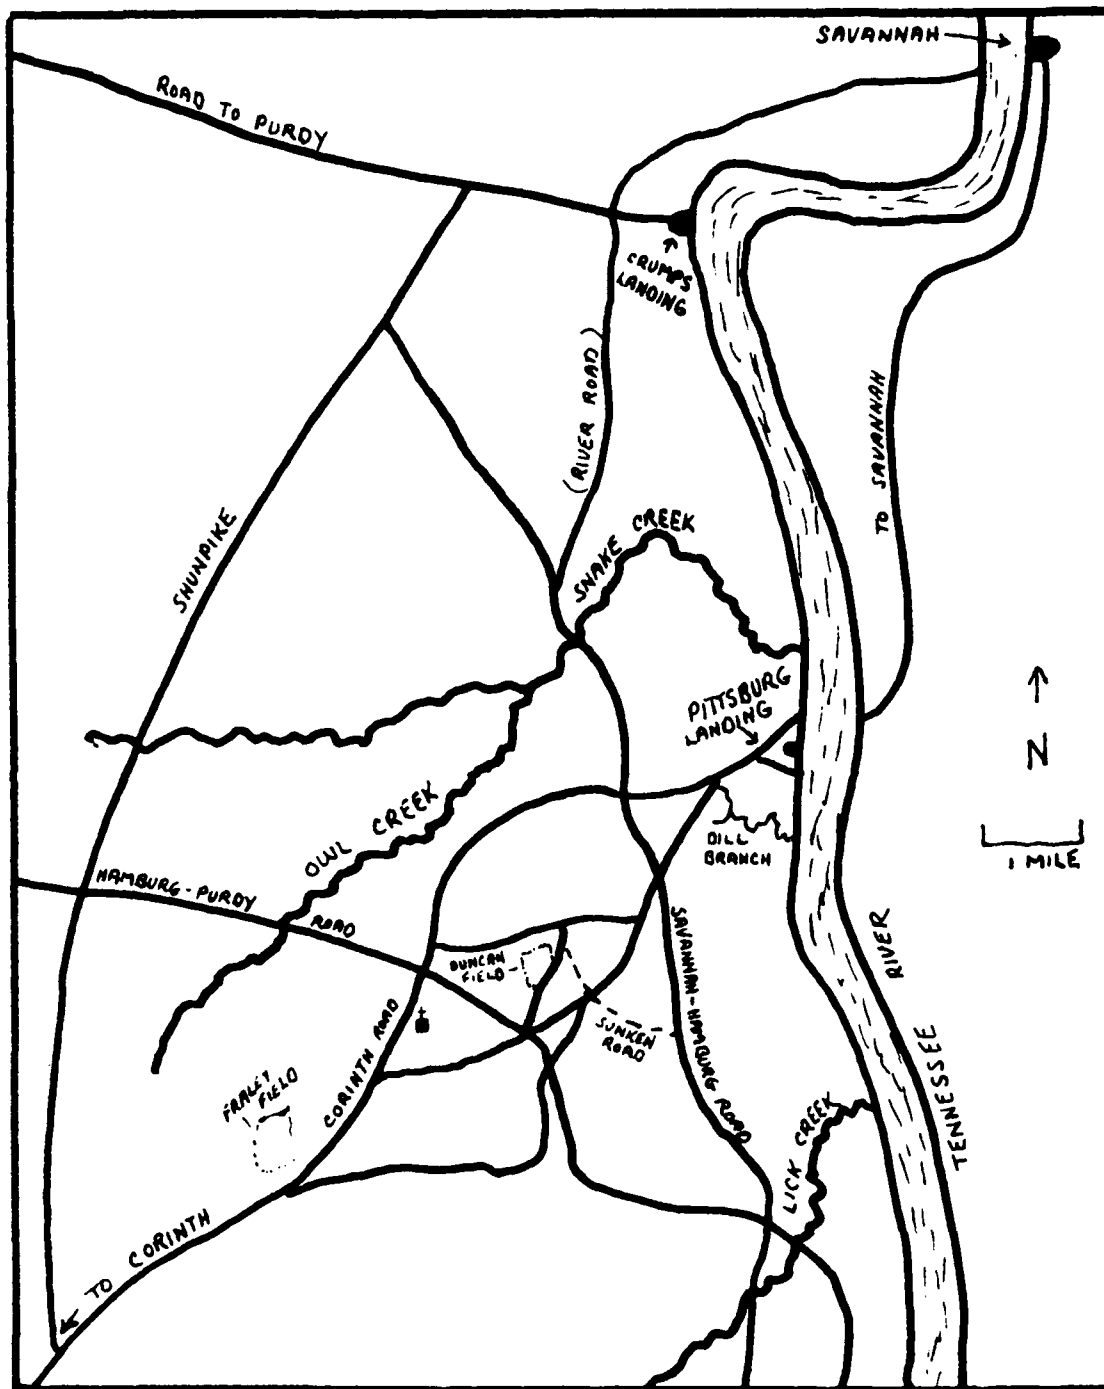 SAVANNAH
ROAD TO PURDY
CRUMPS
LANDING
(RIVER ROAD)
TO SAVANNAH
SHUNPIKE
SNAKE CREEK
PITTSBURG
LANDING
N
1 MILE
OWL CREEK
DILL
BRANCH
HAMBURG-PURDY ROAD
DUNCAN
FIELD
SAVANNAH-HAMBURG ROAD
SUNKEN
ROAD
CORINTH ROAD
FRALEY
FIELD
LICK CREEK
TENNESSEE RIVER
TO CORINTH